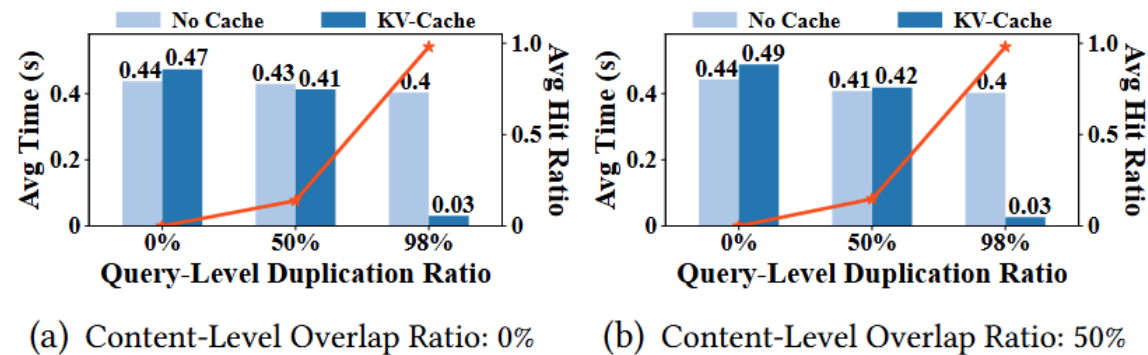 No Cache KV-Cache
Avg Time (s)
0.4
0.2
0
0.44 0.47
0.43 0.41
0.4 0.03
1.0
0.5
0
Avg Hit Ratio
0% 50% 98%
Query-Level Duplication Ratio
(a) Content-Level Overlap Ratio: 0%
No Cache KV-Cache
Avg Time (s)
0.4
0.2
0
0.44 0.49
0.41 0.42
0.4 0.03
1.0
0.5
0
Avg Hit Ratio
0% 50% 98%
Query-Level Duplication Ratio
(b) Content-Level Overlap Ratio: 50%